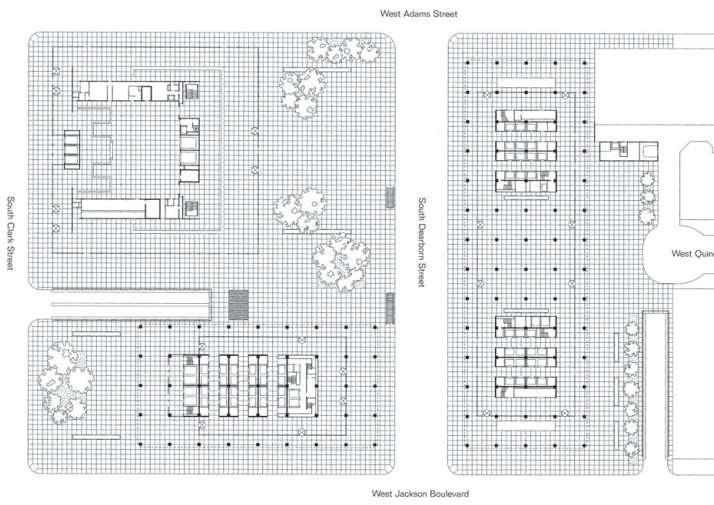 West Adams Street
South Clark Street
South Dearborn Street
West Quin
West Jackson Boulevard